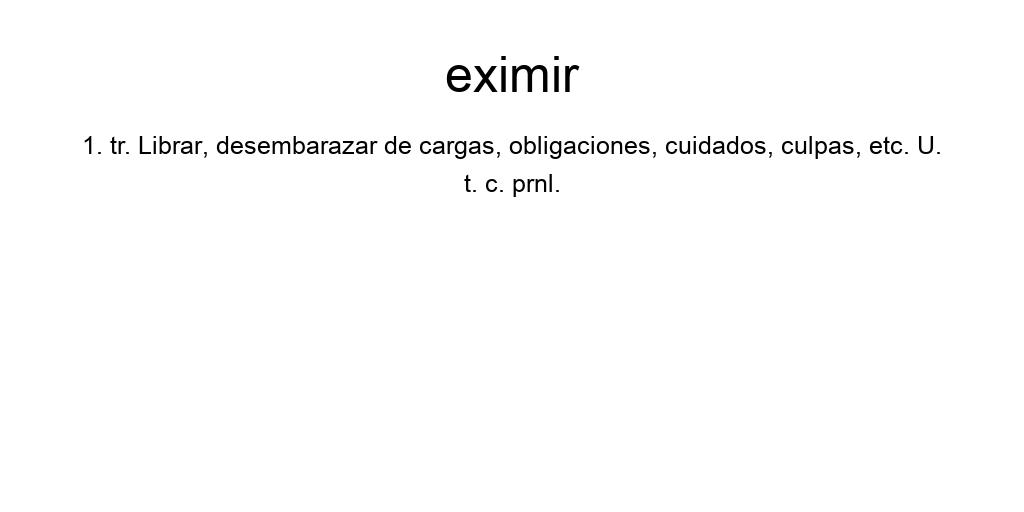 eximir
1. tr. Librar, desembarazar de cargas, obligaciones, cuidados, culpas, etc. U.
t. c. prnl.